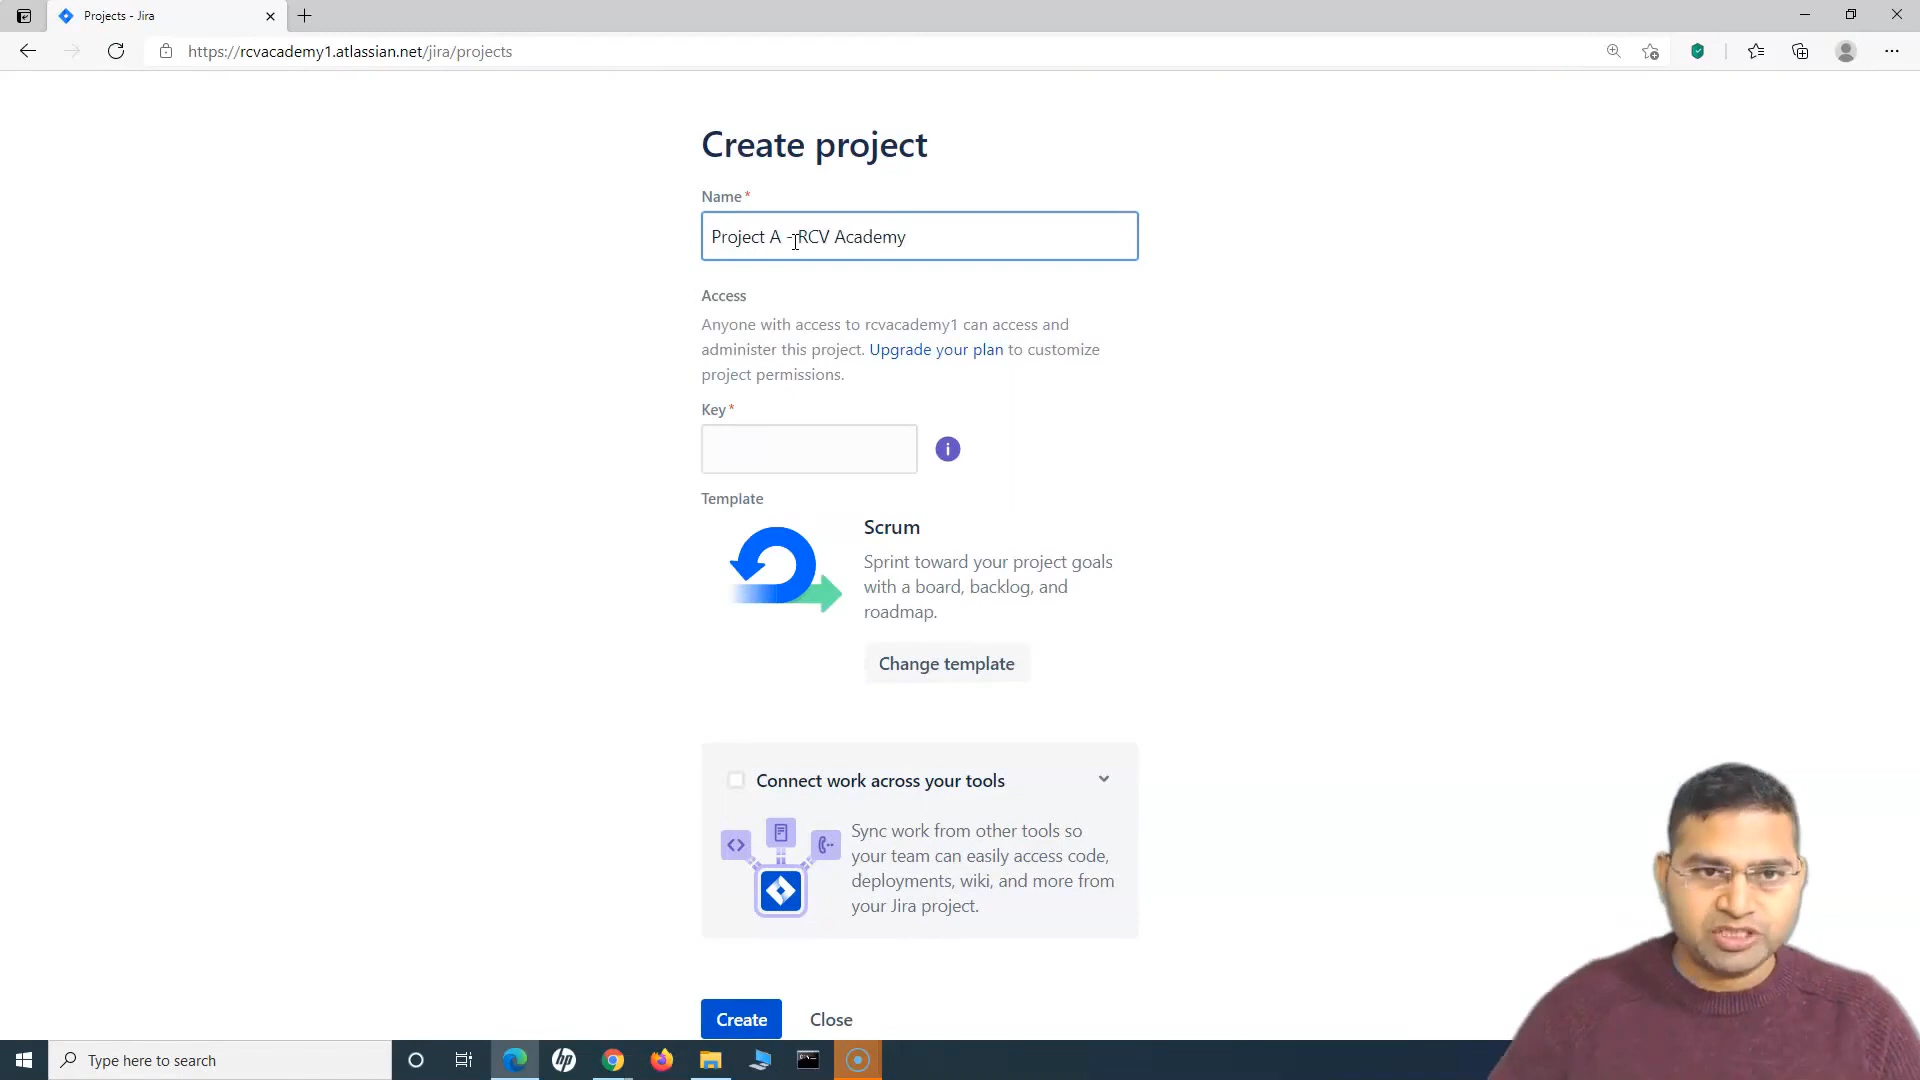 Projects - Jira
https://rcvacademy1.atlassian.net/jira/projects
Create project
Name *
Project A - RCV Academy
Access
Anyone with access to rcvacademy1 can access and
administer this project. Upgrade your plan to customize
project permissions.
Key *
Template
Scrum
Sprint toward your project goals
with a board, backlog, and
roadmap.
Change template
Connect work across your tools
Sync work from other tools so
your team can easily access code,
deployments, wiki, and more from
your Jira project.
Create
Close
Type here to search